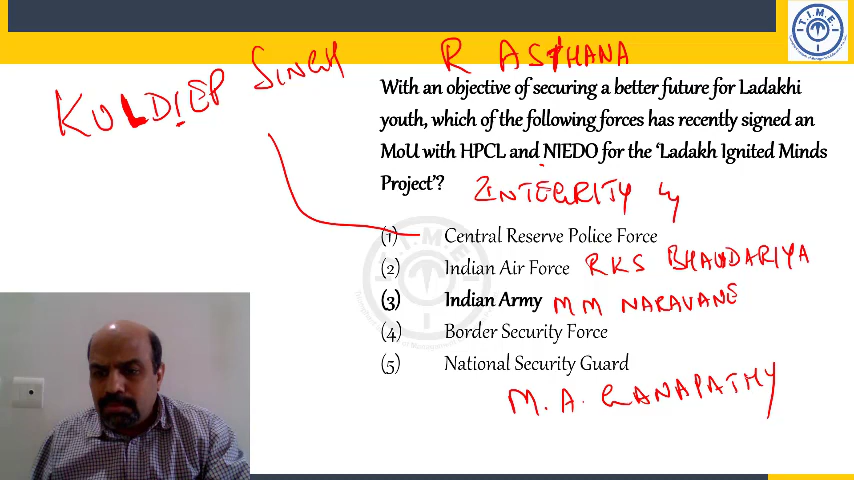 T.I.M.E.
R ASTHANA
KULDIEP SINGH
With an objective of securing a better future for Ladakhi
youth, which of the following forces has recently signed an
MoU with HPCL and NIEDO for the 'Ladakh Ignited Minds
Project'?
INTEGRITY
(1) Central Reserve Police Force
(2) Indian Air Force RKS BHAUDARIYA
(3) Indian Army MM NARAVANE
(4) Border Security Force
(5) National Security Guard
M. A. GANAPATHY